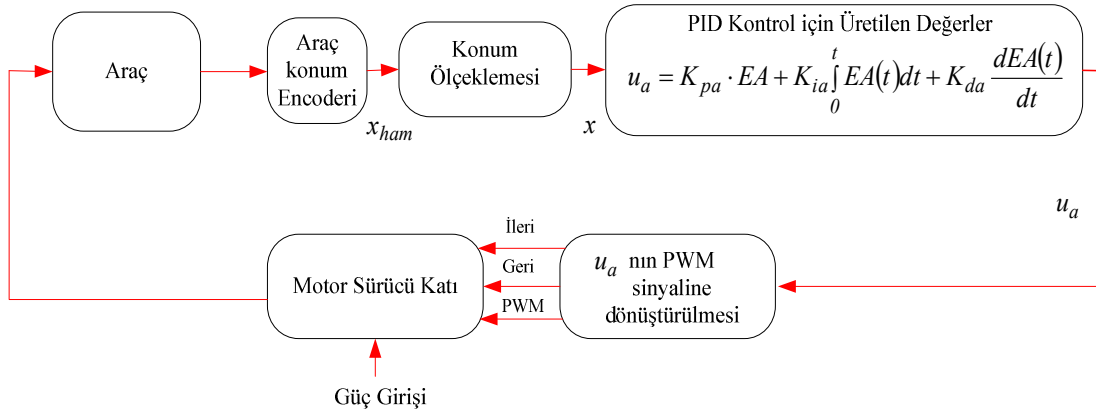 Araç
Araç
konum
Encoderi
x_ham
Konum
Ölçeklemesi
x
PID Kontrol için Üretilen Değerler
u_a = K_pa · EA + K_ia ∫_0^t EA(t)dt + K_da dEA(t)/dt
u_a
İleri
Geri
PWM
Motor Sürücü Katı
u_a nın PWM
sinyaline
dönüştürülmesi
Güç Girişi